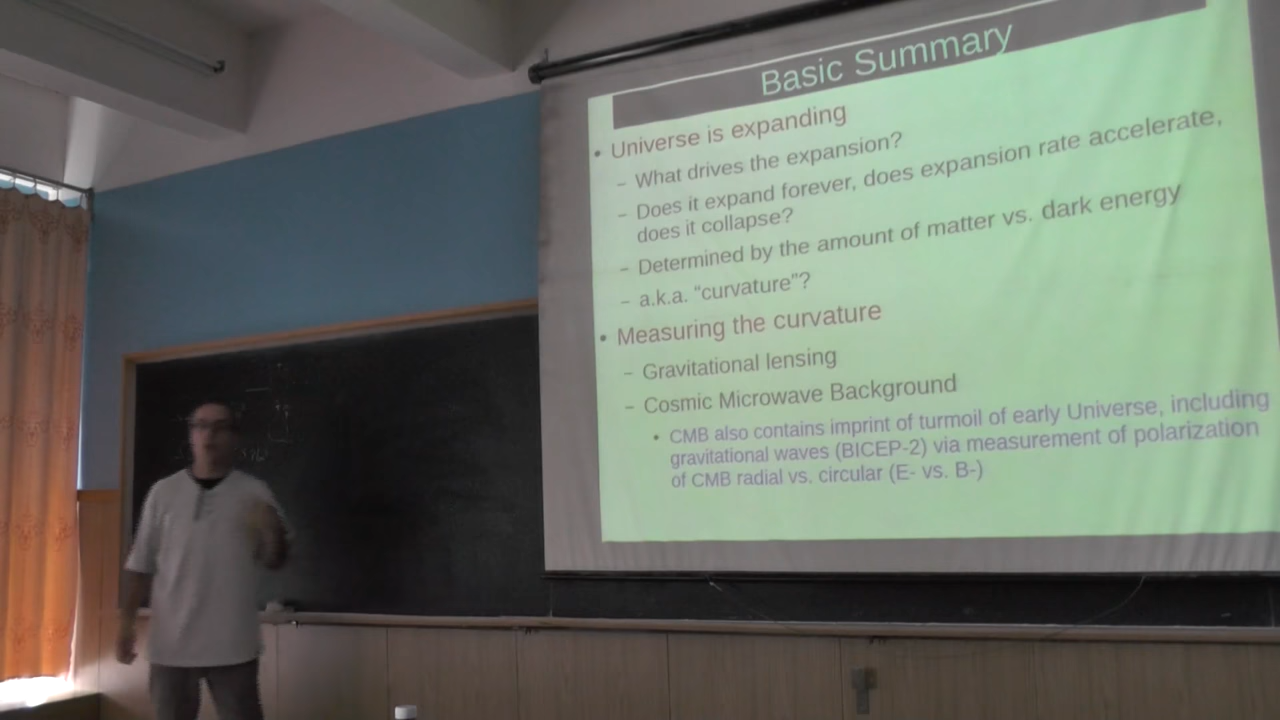 Basic Summary
• Universe is expanding
– What drives the expansion?
– Does it expand forever, does expansion rate accelerate,
does it collapse?
– Determined by the amount of matter vs. dark energy
– a.k.a. “curvature”?
• Measuring the curvature
– Gravitational lensing
– Cosmic Microwave Background
• CMB also contains imprint of turmoil of early Universe, including
gravitational waves (BICEP-2) via measurement of polarization
of CMB radial vs. circular (E- vs. B-)